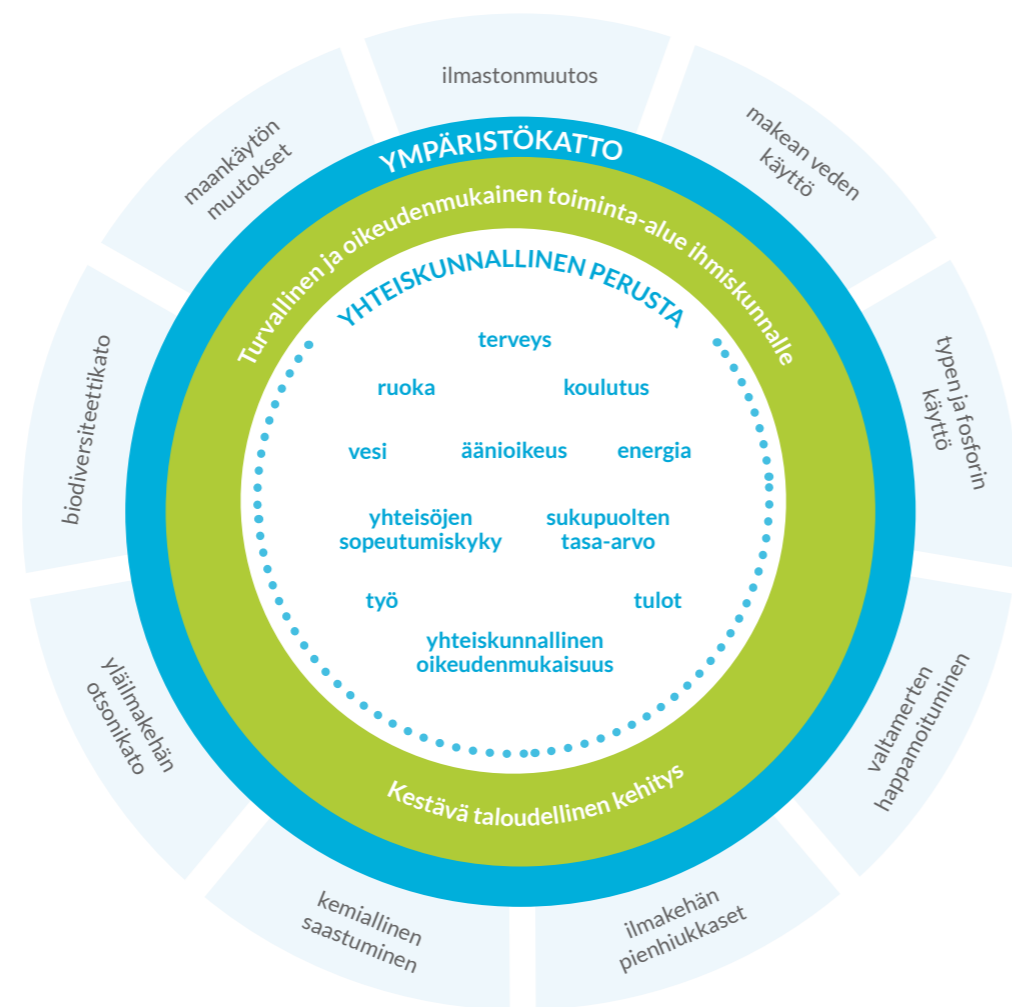 ilmastonmuutos
makean veden
käyttö
typen ja fosforin
käyttö
valtamerten
happamoituminen
ilmakehän
pienhiukkaset
kemiallinen
saastuminen
yläilmakehän
otsonikato
biodiversiteettikato
maankäytön
muutokset
YMPÄRISTÖKATTO
Turvallinen ja oikeudenmukainen toiminta-alue ihmiskunnalle
YHTEISKUNNALLINEN PERUSTA
terveys
ruoka koulutus
vesi äänioikeus energia
yhteisöjen
sopeutumiskyky
sukupuolten
tasa-arvo
työ tulot
yhteiskunnallinen
oikeudenmukaisuus
Kestävä taloudellinen kehitys